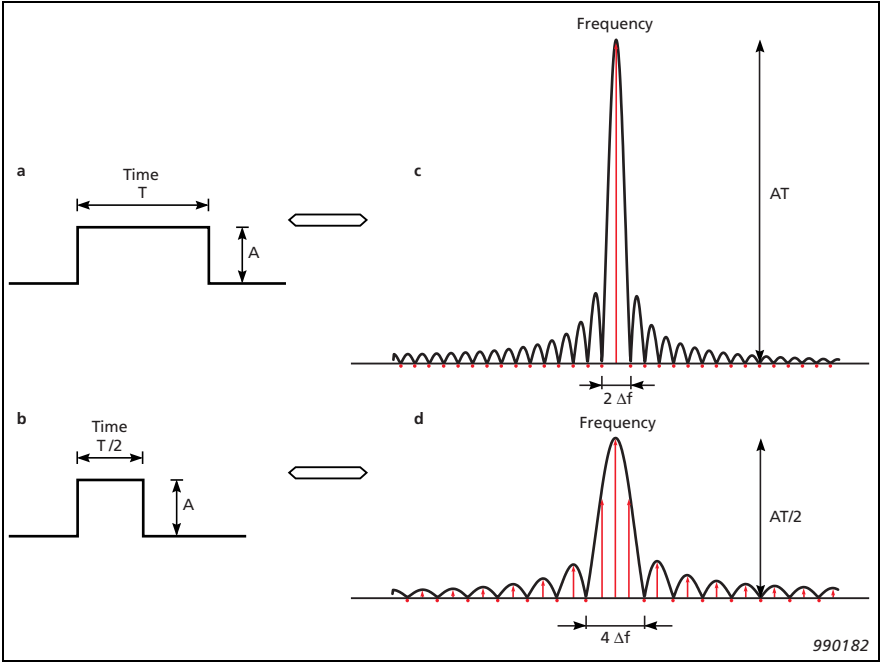 a
Time
T
A
c
Frequency
AT
2 Δf
b
Time
T/2
A
d
Frequency
AT/2
4 Δf
990182